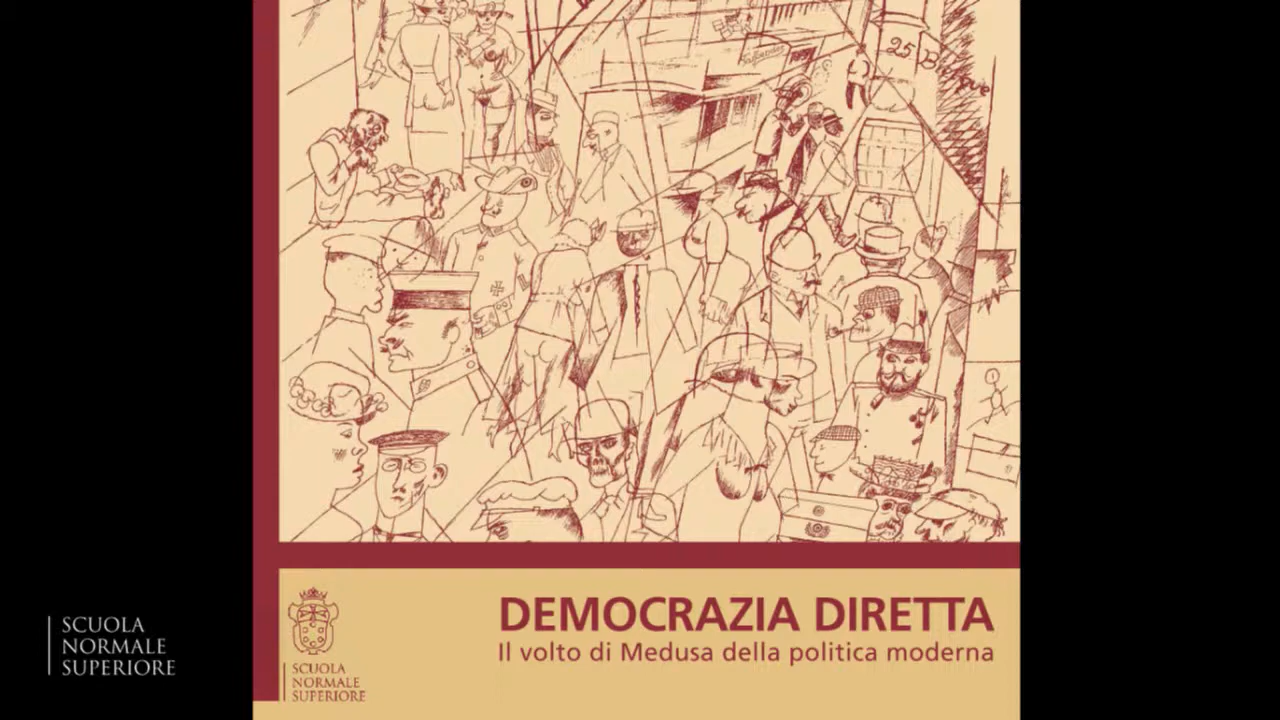 25 B
DEMOCRAZIA DIRETTA
Il volto di Medusa della politica moderna
SCUOLA
NORMALE
SUPERIORE
SCUOLA
NORMALE
SUPERIORE